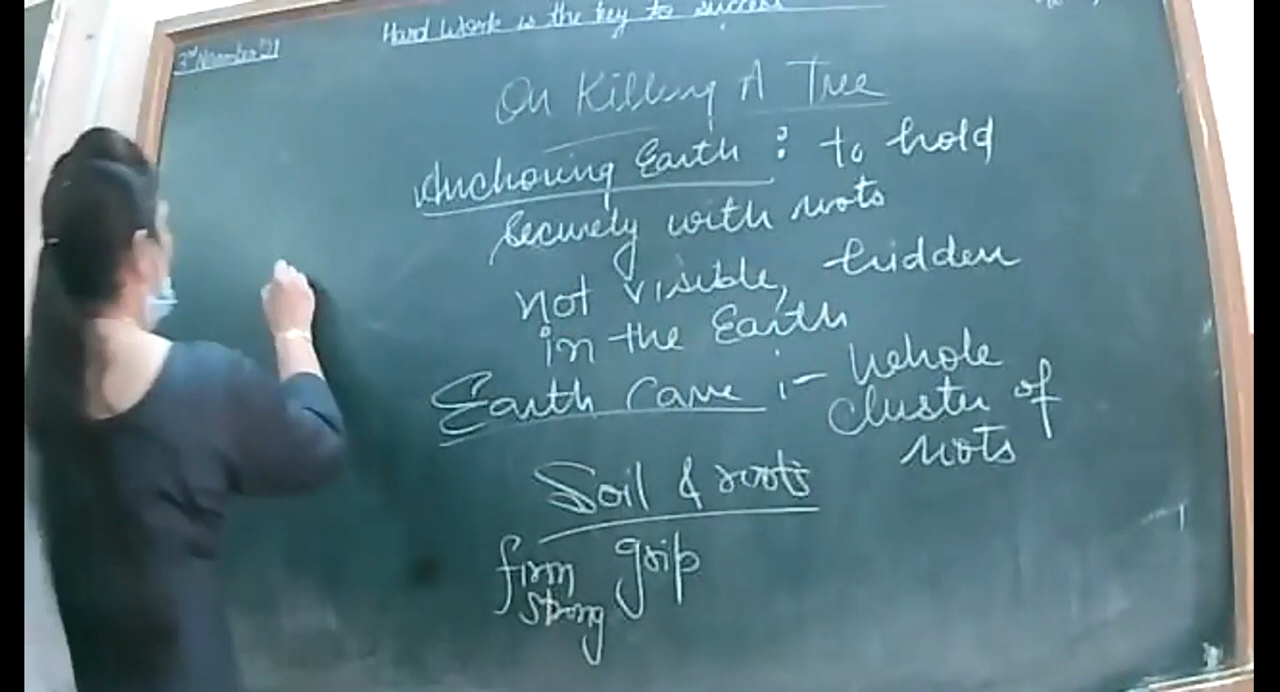 Hard Work is the key to success
3rd November '21
On Killing A Tree
Anchoring Earth : to hold
securely with roots
not visible, hidden
in the Earth
Earth Cave :- whole
cluster of
roots
Soil & roots
firm grip
strong